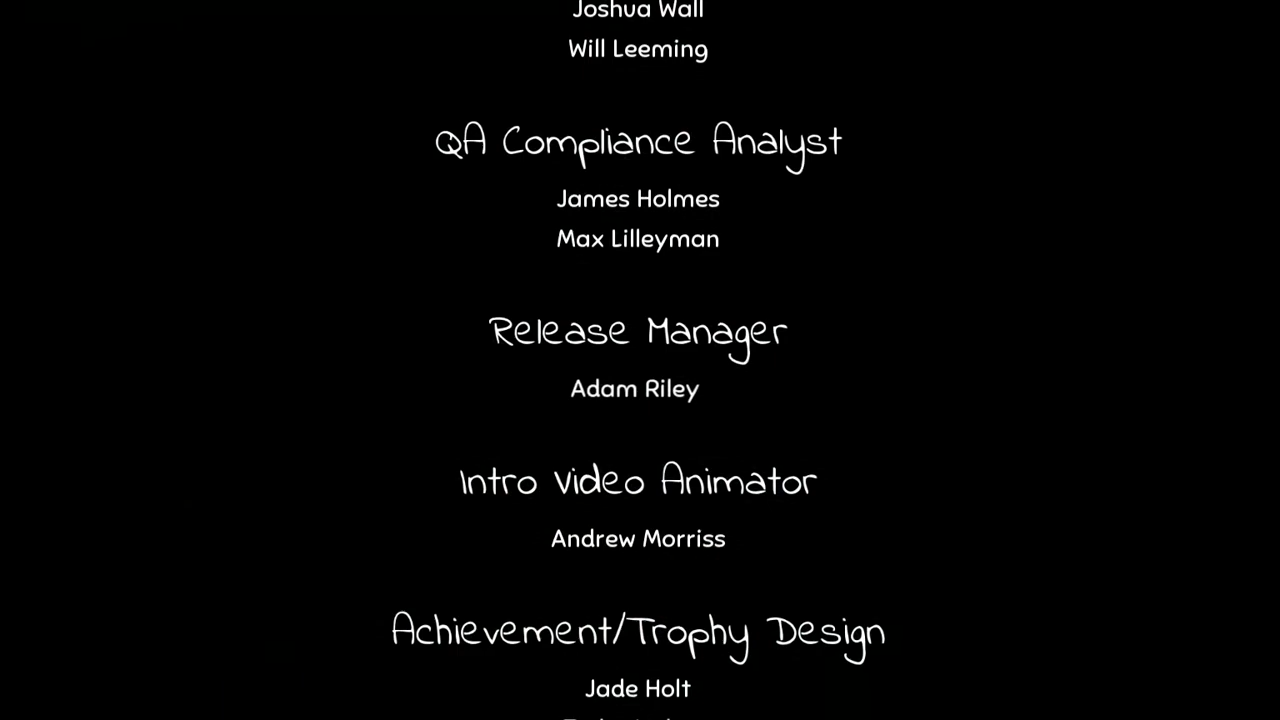 Joshua Wall
Will Leeming
QA Compliance Analyst
James Holmes
Max Lilleyman
Release Manager
Adam Riley
Intro Video Animator
Andrew Morriss
Achievement/Trophy Design
Jade Holt